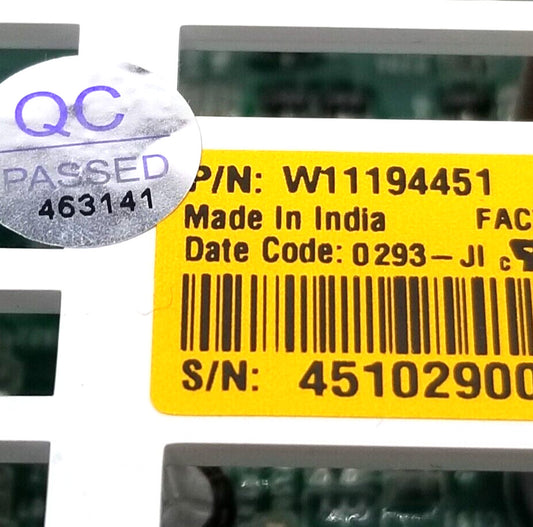 QC
PASSED
463141
P/N: W11194451
Made In India FAC
Date Code: 0293-JI c
S/N: 45102900